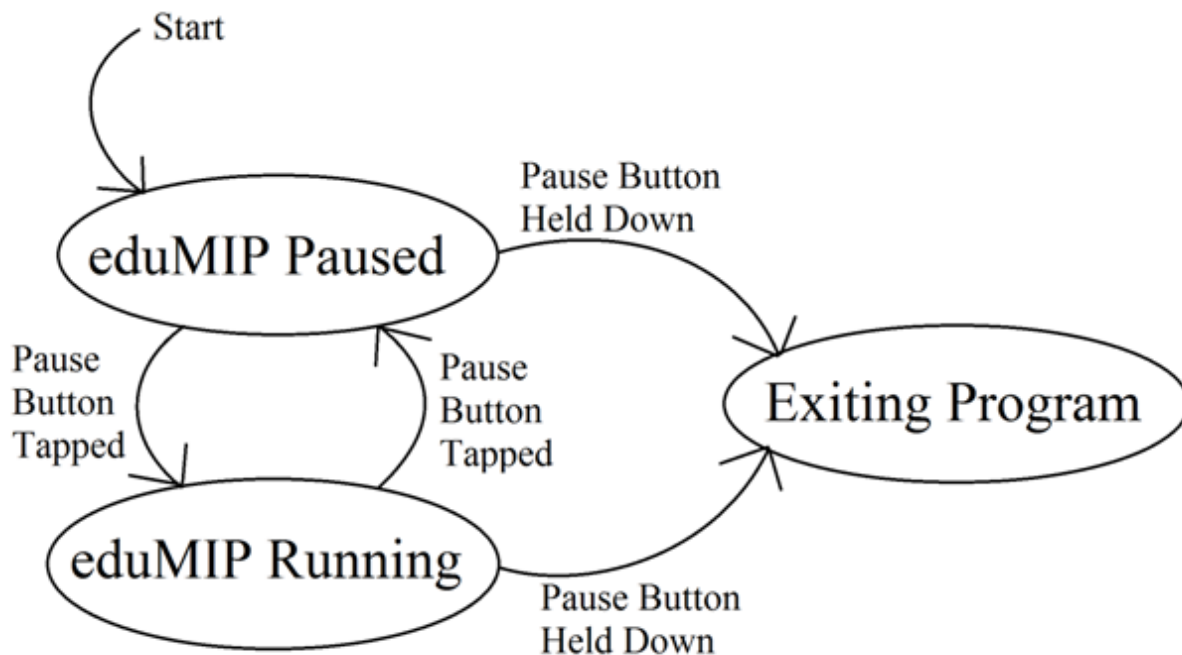 Start
Pause Button
Held Down
eduMIP Paused
Pause
Button
Tapped
Pause
Button
Tapped
Exiting Program
eduMIP Running
Pause Button
Held Down